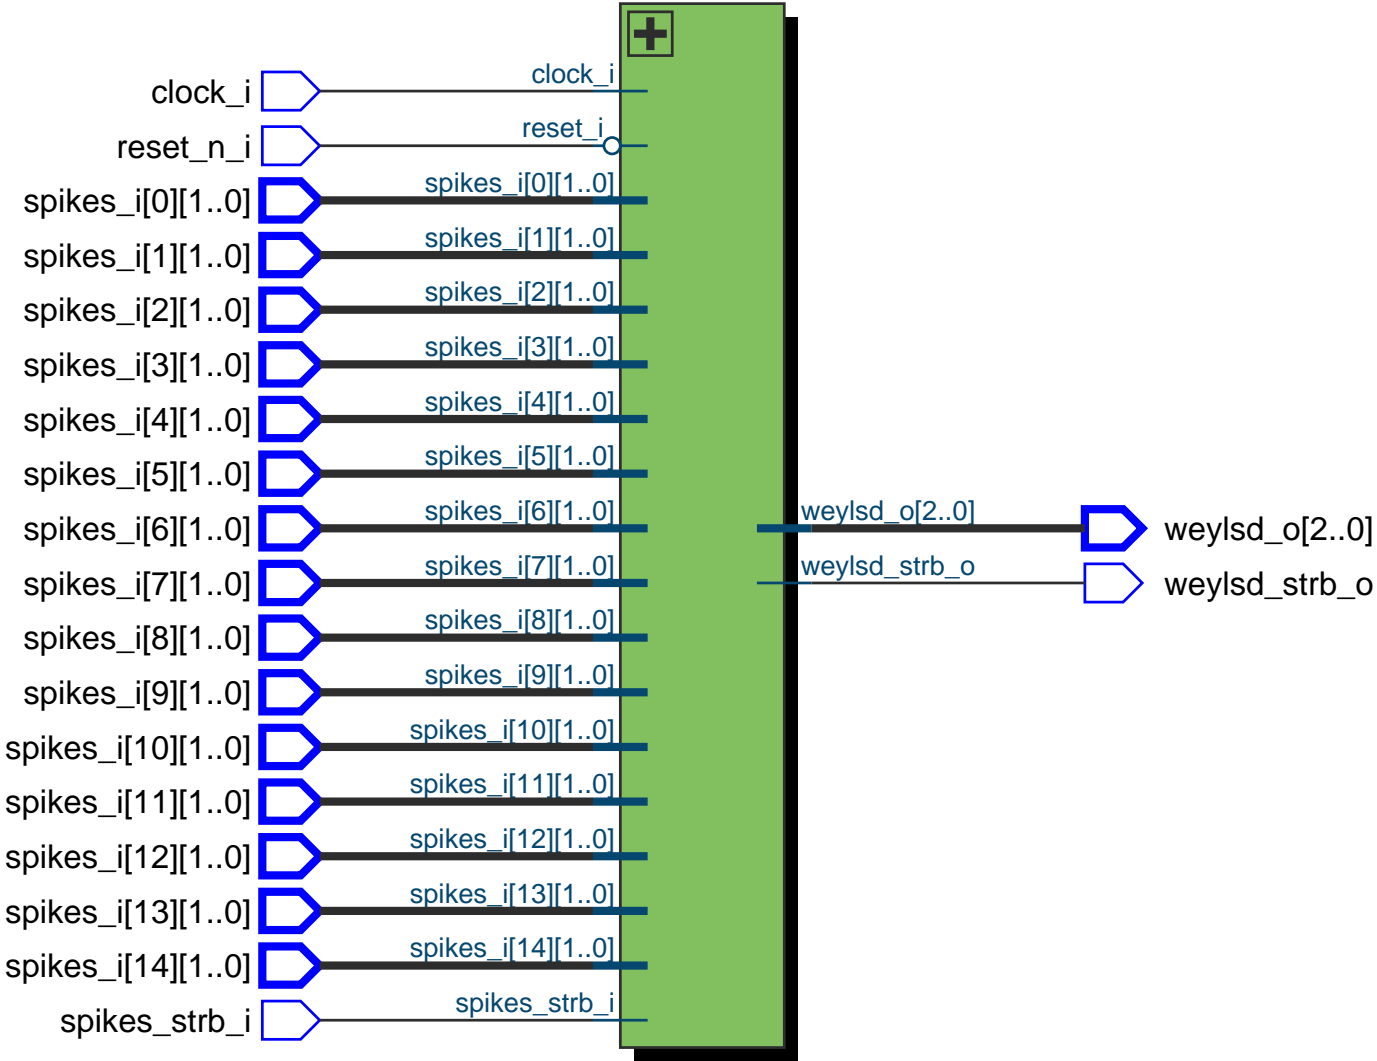 clock_i clock_i
reset_n_i reset_i
spikes_i[0][1..0] spikes_i[0][1..0]
spikes_i[1][1..0] spikes_i[1][1..0]
spikes_i[2][1..0] spikes_i[2][1..0]
spikes_i[3][1..0] spikes_i[3][1..0]
spikes_i[4][1..0] spikes_i[4][1..0]
spikes_i[5][1..0] spikes_i[5][1..0]
spikes_i[6][1..0] spikes_i[6][1..0] weylsd_o[2..0] weylsd_o[2..0]
spikes_i[7][1..0] spikes_i[7][1..0] weylsd_strb_o weylsd_strb_o
spikes_i[8][1..0] spikes_i[8][1..0]
spikes_i[9][1..0] spikes_i[9][1..0]
spikes_i[10][1..0] spikes_i[10][1..0]
spikes_i[11][1..0] spikes_i[11][1..0]
spikes_i[12][1..0] spikes_i[12][1..0]
spikes_i[13][1..0] spikes_i[13][1..0]
spikes_i[14][1..0] spikes_i[14][1..0]
spikes_strb_i spikes_strb_i